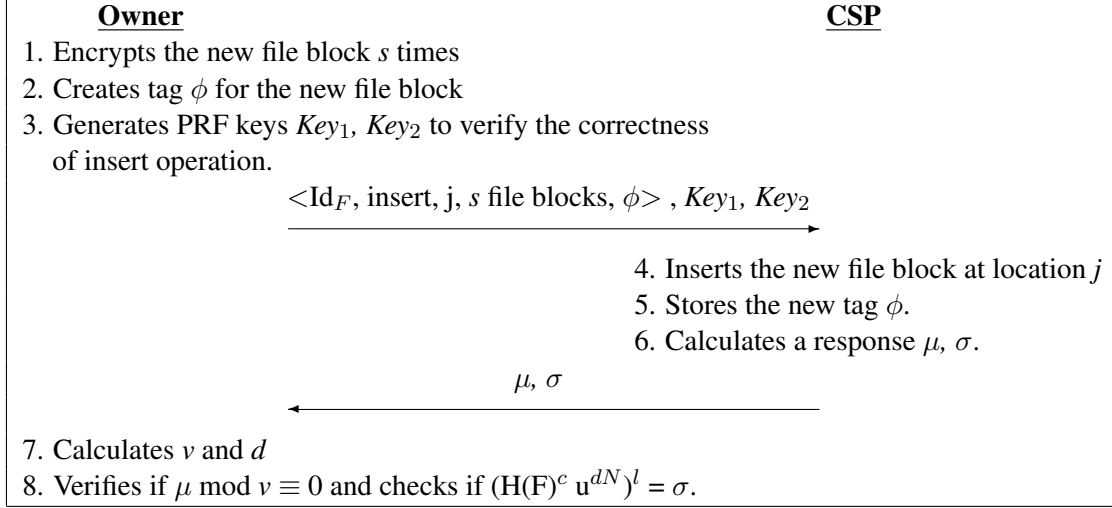 Owner CSP
1. Encrypts the new file block s times
2. Creates tag ϕ for the new file block
3. Generates PRF keys Key₁, Key₂ to verify the correctness
of insert operation.
<Id_F, insert, j, s file blocks, ϕ> , Key₁, Key₂
4. Inserts the new file block at location j
5. Stores the new tag ϕ.
6. Calculates a response μ, σ.
μ, σ
7. Calculates v and d
8. Verifies if μ mod v ≡ 0 and checks if (H(F)^c u^{dN})^l = σ.